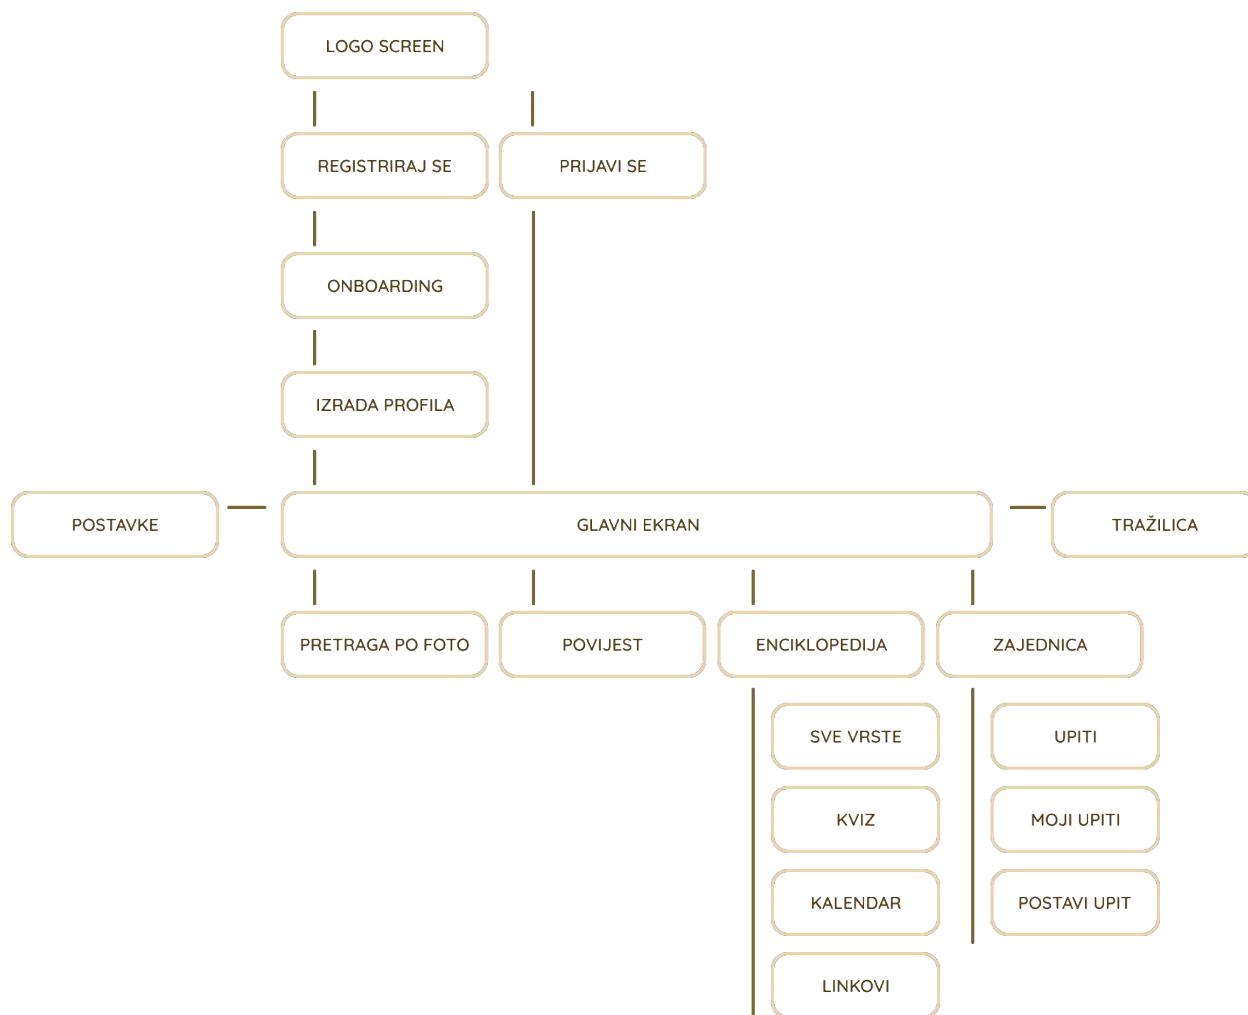 LOGO SCREEN
REGISTRIRAJ SE
PRIJAVI SE
ONBOARDING
IZRADA PROFILA
POSTAVKE
GLAVNI EKRAN
TRAŽILICA
PRETRAGA PO FOTO
POVIJEST
ENCIKLOPEDIJA
ZAJEDNICA
SVE VRSTE
UPITI
KVIZ
MOJI UPITI
KALENDAR
POSTAVI UPIT
LINKOVI